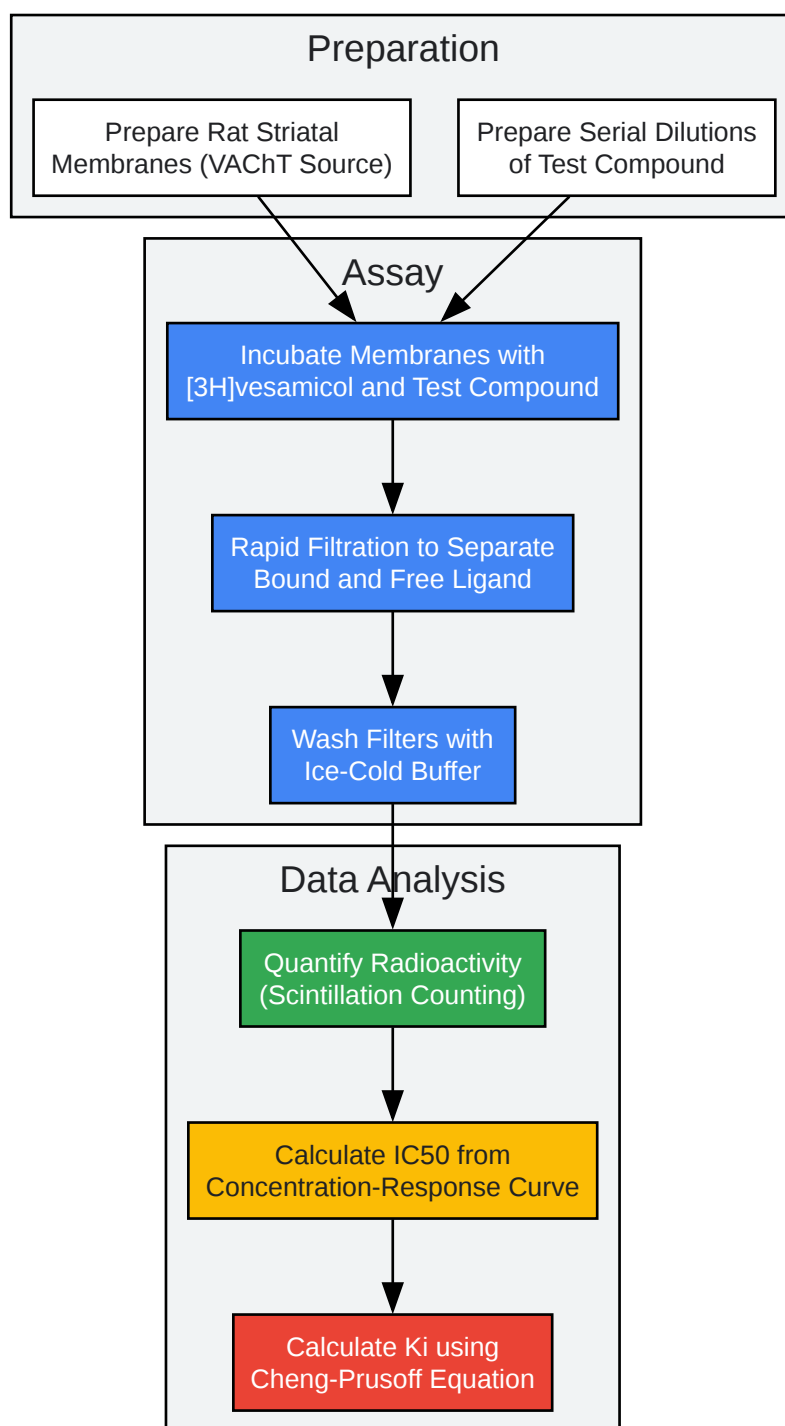 Preparation
Prepare Rat Striatal
Membranes (VAChT Source)
Prepare Serial Dilutions
of Test Compound
Assay
Incubate Membranes with
[3H]vesamicol and Test Compound
Rapid Filtration to Separate
Bound and Free Ligand
Wash Filters with
Ice-Cold Buffer
Data Analysis
Quantify Radioactivity
(Scintillation Counting)
Calculate IC50 from
Concentration-Response Curve
Calculate Ki using
Cheng-Prusoff Equation